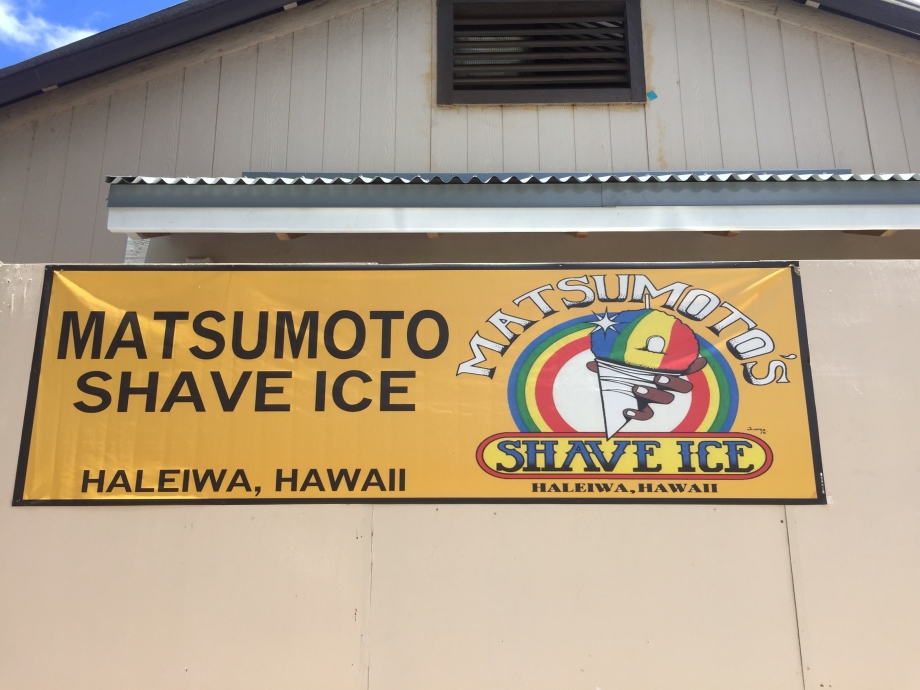 MATSUMOTO
SHAVE ICE
HALEIWA, HAWAII
MATSUMOTO'S
SHAVE ICE
HALEIWA, HAWAII